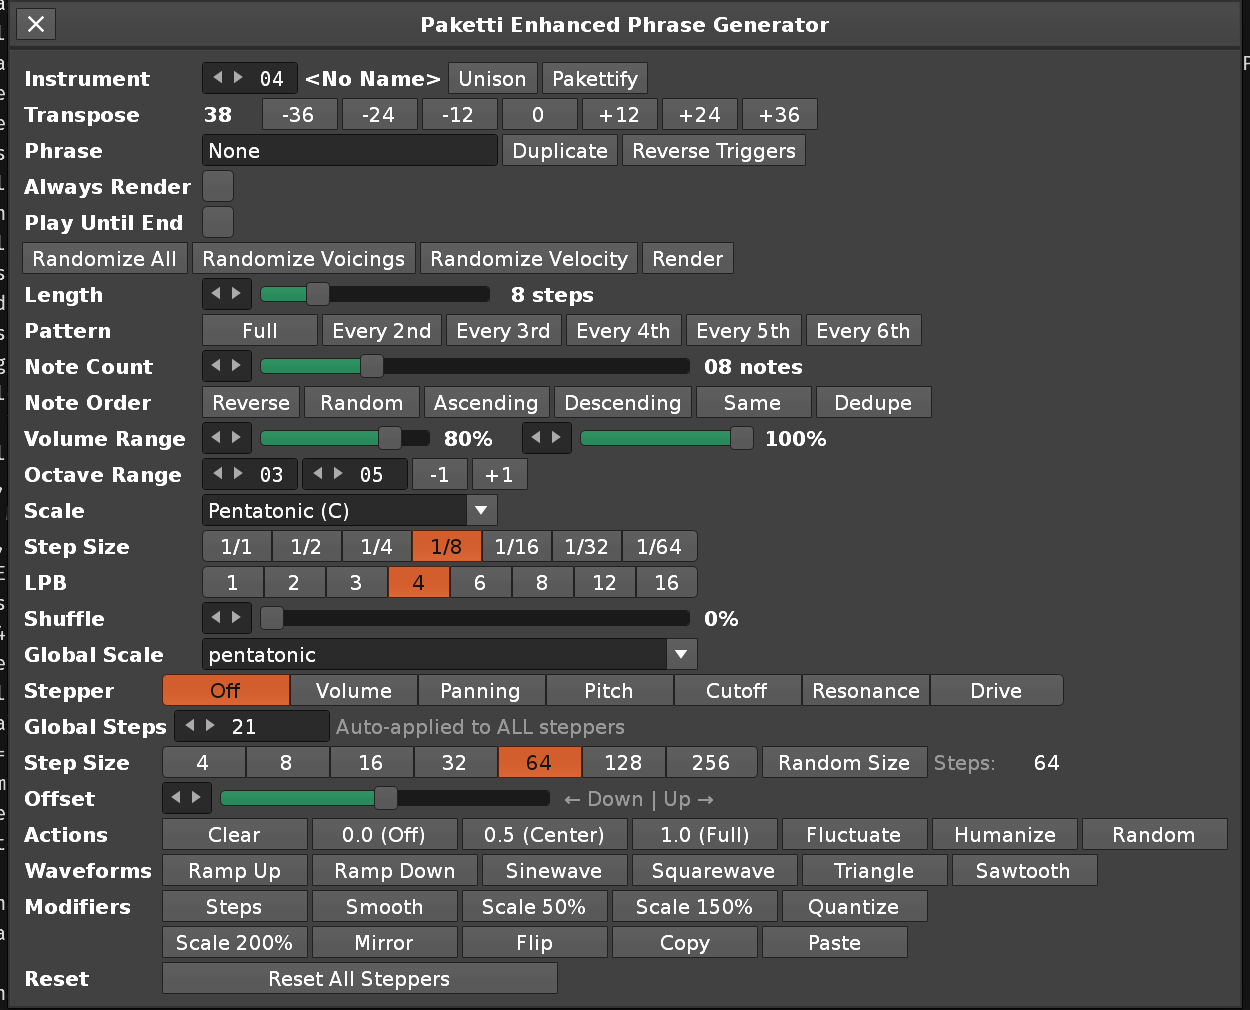 Paketti Enhanced Phrase Generator
Instrument 04 <No Name> Unison Pakettify
Transpose 38 -36 -24 -12 0 +12 +24 +36
Phrase None Duplicate Reverse Triggers
Always Render
Play Until End
Randomize All Randomize Voicings Randomize Velocity Render
Length 8 steps
Pattern Full Every 2nd Every 3rd Every 4th Every 5th Every 6th
Note Count 08 notes
Note Order Reverse Random Ascending Descending Same Dedupe
Volume Range 80% 100%
Octave Range 03 05 -1 +1
Scale Pentatonic (C)
Step Size 1/1 1/2 1/4 1/8 1/16 1/32 1/64
LPB 1 2 3 4 6 8 12 16
Shuffle 0%
Global Scale pentatonic
Stepper Off Volume Panning Pitch Cutoff Resonance Drive
Global Steps 21 Auto-applied to ALL steppers
Step Size 4 8 16 32 64 128 256 Random Size Steps: 64
Offset ← Down | Up →
Actions Clear 0.0 (Off) 0.5 (Center) 1.0 (Full) Fluctuate Humanize Random
Waveforms Ramp Up Ramp Down Sinewave Squarewave Triangle Sawtooth
Modifiers Steps Smooth Scale 50% Scale 150% Quantize
Scale 200% Mirror Flip Copy Paste
Reset Reset All Steppers